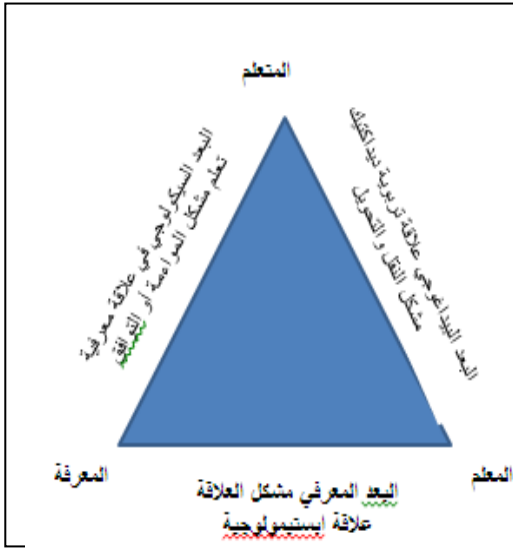 المتعلم
البعد السيكولوجي في علاقة معرفية
تعلم مشكل المواءمة أو التوافق
البعد البيداغوجي علاقة تربوية ديداكتيك
مشكل النقل و التحويل
المعرفة
المعلم
البعد المعرفي مشكل العلاقة
علاقة ابستيمولوجية